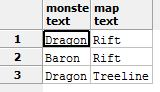 monste map
text text
1 Dragon Rift
2 Baron Rift
3 Dragon Treeline